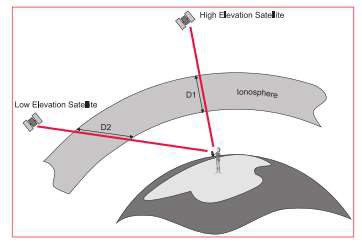 High Elevation Satellite
Ionosphere
D1
Low Elevation Satellite
D2